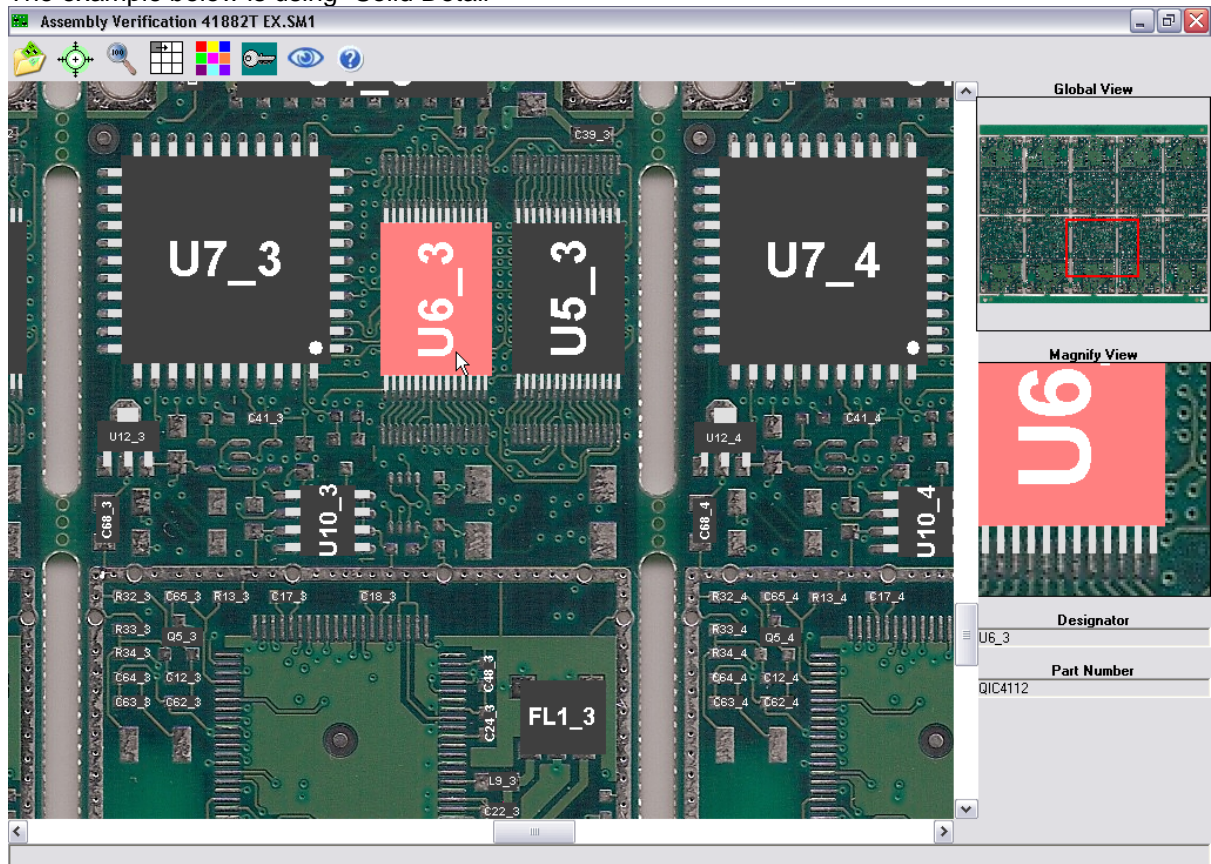 The example below is using "Solid Detail"
Assembly Verification 41882T EX.SM1
100
Global View
C39_3
U7_3
U6_3
U5_3
U7_4
Magnify View
U6
C41_3
C41_4
U12_3
U12_4
C68_3
U10_3
C68_4
U10_4
R32_3 C65_3 R13_3 C17_3 C18_3
R32_4 C65_4 R13_4 C17_4
R33_3 Q5_3
R33_4 Q5_4
R34_3
R34_4
C64_3 C12_3 C48_3
C64_4 C12_4
C63_3 C62_3 C24_3
C63_4 C62_4
FL1_3
L9_3
C22_3
Designator
U6_3
Part Number
QIC4112